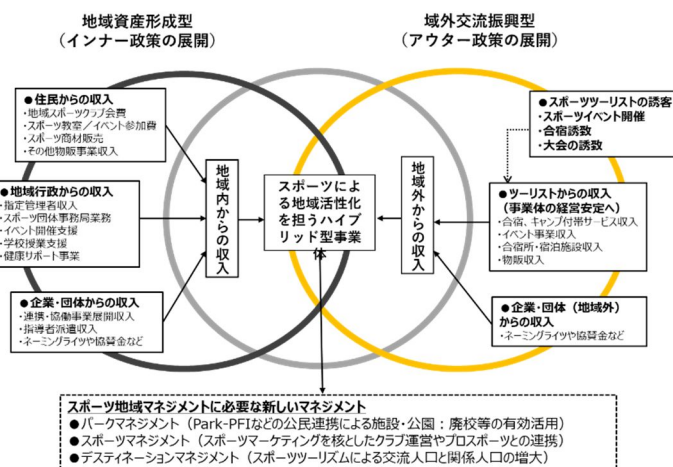 地域資産形成型
（インナー政策の展開）
域外交流振興型
（アウター政策の展開）
●住民からの収入
・地域スポーツクラブ会費
・スポーツ教室／イベント参加費
・スポーツ商材販売
・その他物販事業収入
●地域行政からの収入
・指定管理者収入
・スポーツ団体事務局業務
・イベント開催支援
・学校授業支援
・健康リポート事業
●企業・団体からの収入
・連携・協働事業展開収入
・指導者派遣収入
・ネーミングライツや協賛金など
地域内からの収入
スポーツによ
る地域活性化
を担うハイブ
リッド型事業
体
地域外からの収入
●スポーツツーリストの誘客
・スポーツイベント開催
・合宿誘致
・大会の誘致
●ツーリストからの収入
（事業体の経営安定へ）
・合宿、キャンプ付帯サービス収入
・イベント事業収入
・合宿所・宿泊施設収入
・物販収入
●企業・団体（地域外）
からの収入
・ネーミングライツや協賛金など
スポーツ地域マネジメントに必要な新しいマネジメント
●パークマネジメント（Park-PFIなどの公民連携による施設・公園：廃校等の有効活用）
●スポーツマネジメント（スポーツマーケティングを核としたクラブ運営やプロスポーツとの連携）
●デスティネーションマネジメント（スポーツツーリズムによる交流人口と関係人口の増大）